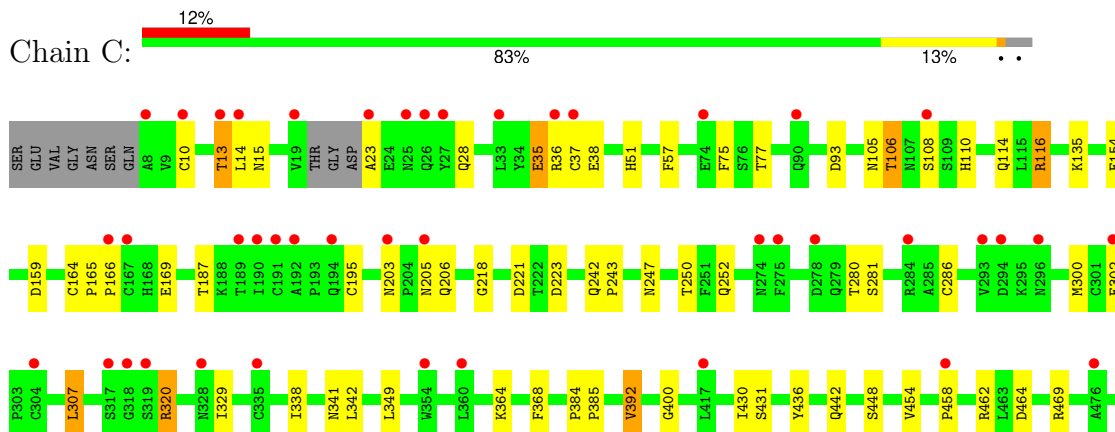 12%
Chain C:
83% 13% • •
SER GLU VAL GLY ASN SER GLN A8 V9 C10 T13 L14 N15 V19 THR GLY ASP A23 E24 N25 Q26 Y27 Q28 L33 Y34 E35 R36 C37 E38 H51 F57 E74 F75 S76 T77 Q90 D93 N105 T106 N107 S108 S109 H110 Q114 L115 R116 K135
D159 C164 P165 P166 C167 H168 E169 T187 K188 T189 I190 C191 A192 P193 Q194 C195 N203 P204 N205 Q206 G218 D221 T222 D223 Q242 P243 N247 T250 F251 Q252 N274 F275 D278 Q279 T280 S281 R284 A285 C286 V293 D294 K295 N296 M300 C301
P303 C304 L307 S317 G318 S319 R320 N328 I329 C335 I338 N341 L342 L349 W354 L360 K364 F368 P384 P385 V392 G400 L417 I430 S431 Y436 Q442 S448 V454 P458 R462 L463 D464 R469 A476